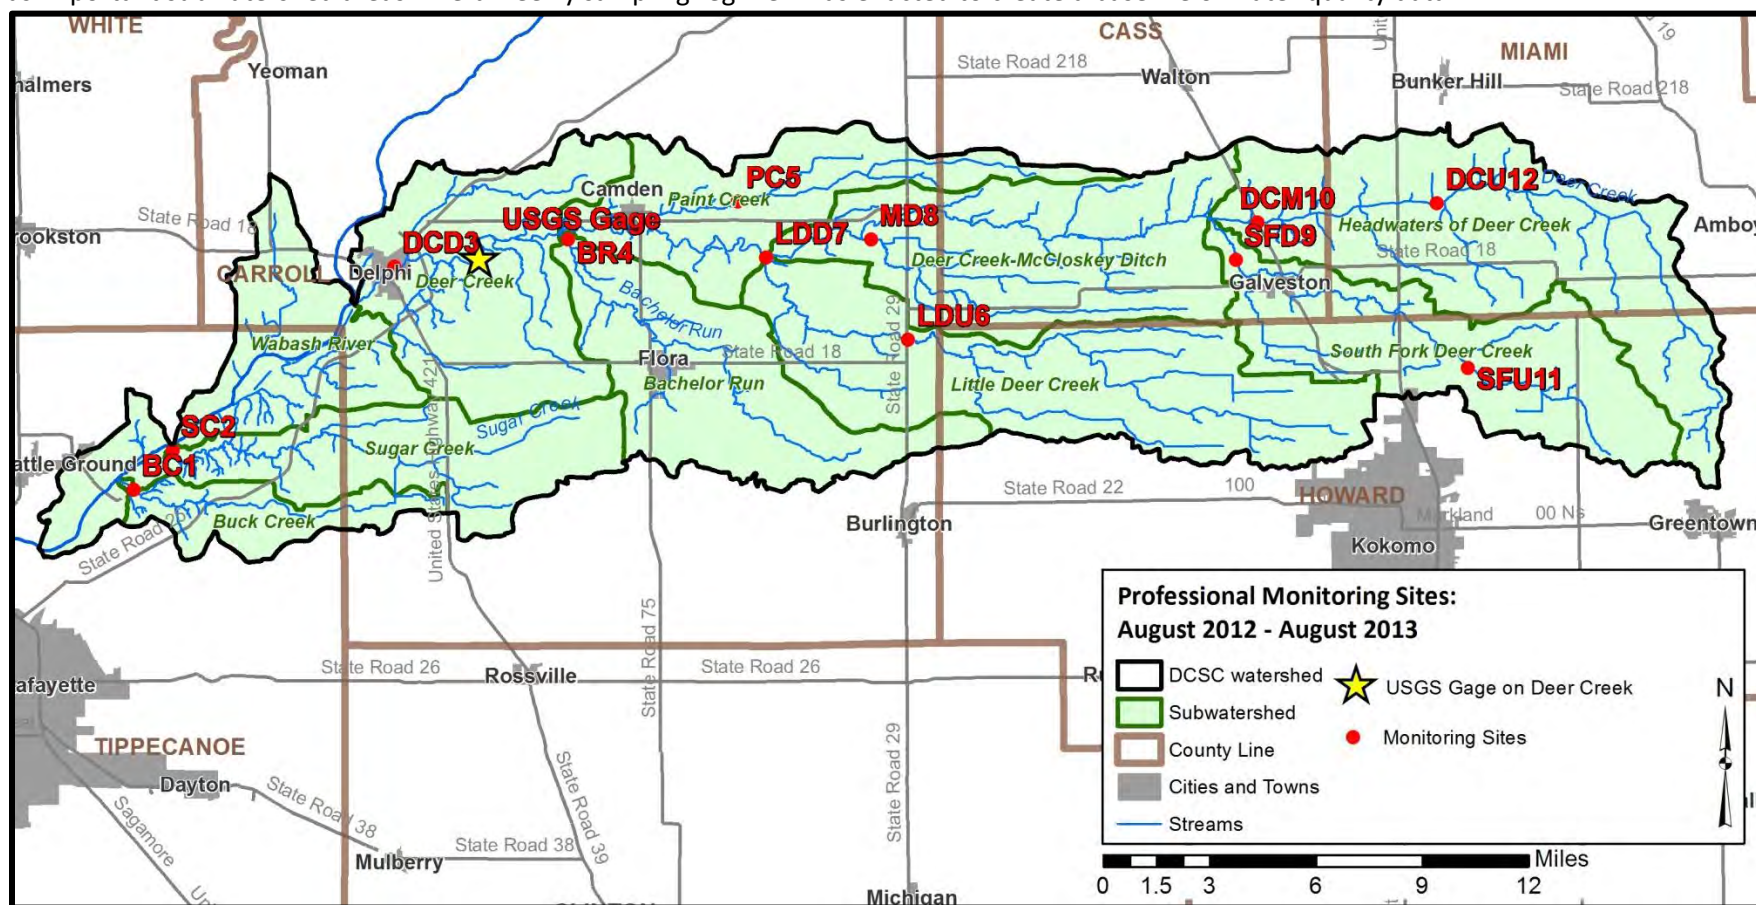 WHITE
CASS
MIAMI
Yeoman
State Road 218
Walton
Bunker Hill
State Road 218
19
halmers
PC5
DCU12
Deer Creek
Camden
Paint Creek
DCM10
State Road 18
USGS Gage
MD8
Headwaters of Deer Creek
ookston
DCD3
BR4
LDD7
SFD9
Amboy
CARROLL
Delphi
Deer Creek
Deer Creek-McCloskey Ditch
State Road 18
Galveston
Bachelor Run
State Road 29
LDU6
Wabash River
Flora
State Road 18
South Fork Deer Creek
United States Highway 421
Bachelor Run
Little Deer Creek
SFU11
SC2
Sugar Creek
Sugar Creek
attle Ground
BC1
State Road 22
100
HOWARD
Buck Creek
Burlington
Markland
00 Ns
Greentown
State Road 25
Kokomo
Professional Monitoring Sites:
August 2012 - August 2013
DCSC watershed
USGS Gage on Deer Creek
Subwatershed
Monitoring Sites
County Line
Cities and Towns
Streams
N
State Road 75
State Road 26
Rossville
State Road 26
afayette
TIPPECANOE
State Road 29
Dayton
State Road 38
State Road 39
Sagamore
State Road 38
Mulberry
Michigan
Miles
0 1.5 3 6 9 12